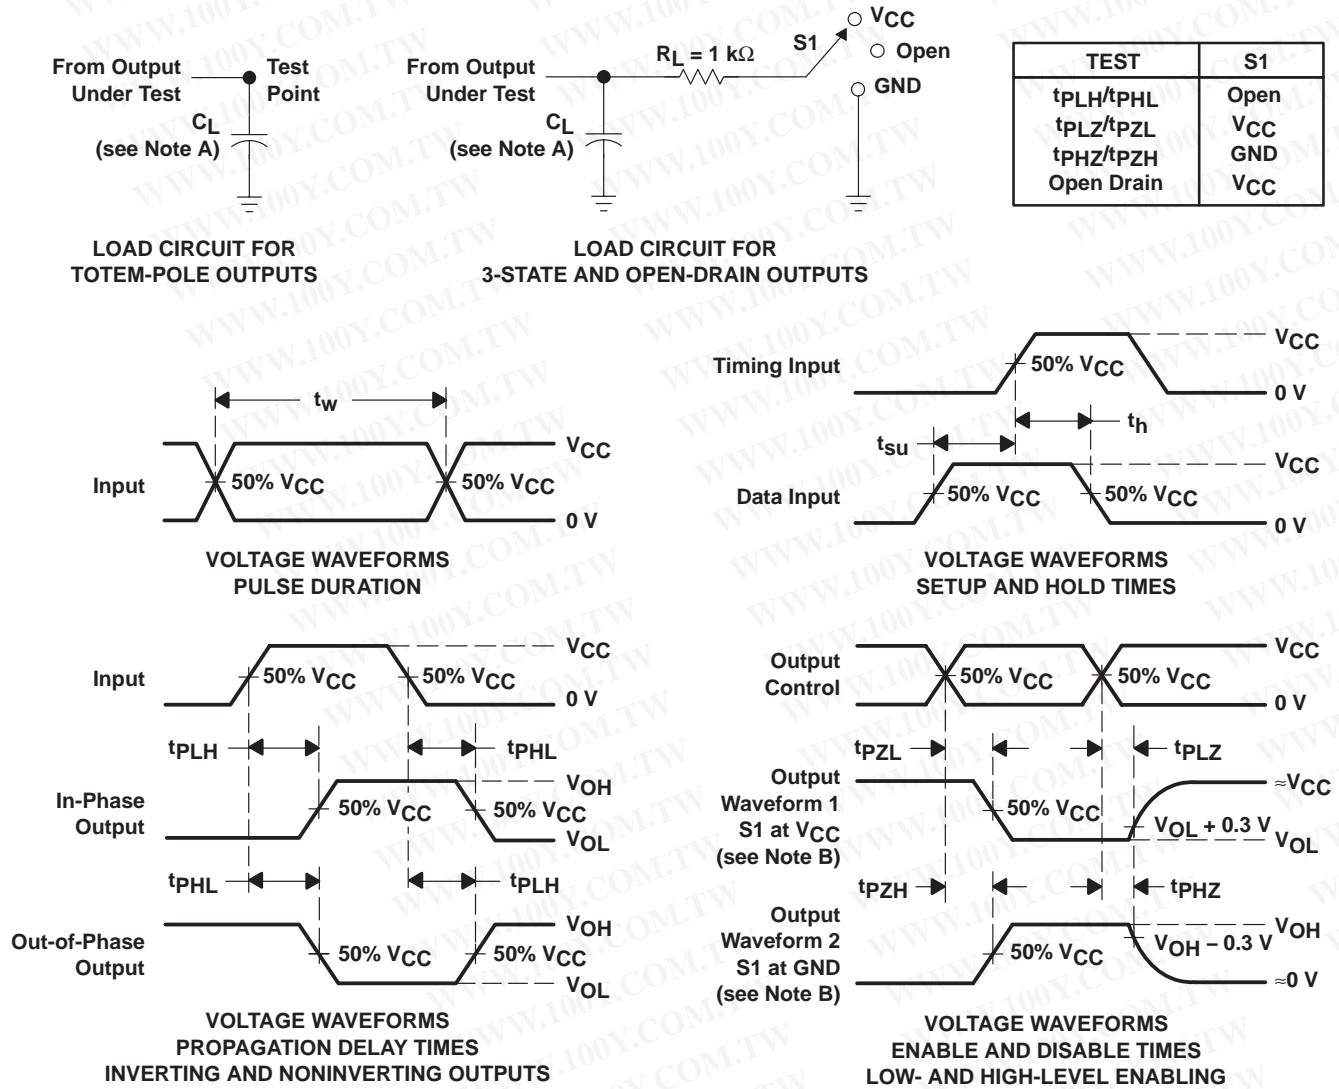 From Output
Under Test
Test
Point
CL
(see Note A)
LOAD CIRCUIT FOR
TOTEM-POLE OUTPUTS
From Output
Under Test
RL = 1 kΩ
S1
VCC
Open
GND
CL
(see Note A)
LOAD CIRCUIT FOR
3-STATE AND OPEN-DRAIN OUTPUTS
TEST S1
tPLH/tPHL Open
tPLZ/tPZL VCC
tPHZ/tPZH GND
Open Drain VCC
tw
Input
50% VCC
50% VCC
VCC
0 V
VOLTAGE WAVEFORMS
PULSE DURATION
Timing Input
50% VCC
VCC
0 V
tsu
th
Data Input
50% VCC
50% VCC
VCC
0 V
VOLTAGE WAVEFORMS
SETUP AND HOLD TIMES
Input
50% VCC
50% VCC
VCC
0 V
tPLH
tPHL
In-Phase
Output
50% VCC
50% VCC
VOH
VOL
tPHL
tPLH
Out-of-Phase
Output
50% VCC
50% VCC
VOH
VOL
VOLTAGE WAVEFORMS
PROPAGATION DELAY TIMES
INVERTING AND NONINVERTING OUTPUTS
Output
Control
50% VCC
50% VCC
VCC
0 V
tPZL
tPLZ
Output
Waveform 1
S1 at VCC
(see Note B)
50% VCC
≈VCC
VOL + 0.3 V
VOL
tPZH
tPHZ
Output
Waveform 2
S1 at GND
(see Note B)
50% VCC
VOH
VOH − 0.3 V
≈0 V
VOLTAGE WAVEFORMS
ENABLE AND DISABLE TIMES
LOW- AND HIGH-LEVEL ENABLING
WWW.100Y.COM.TW